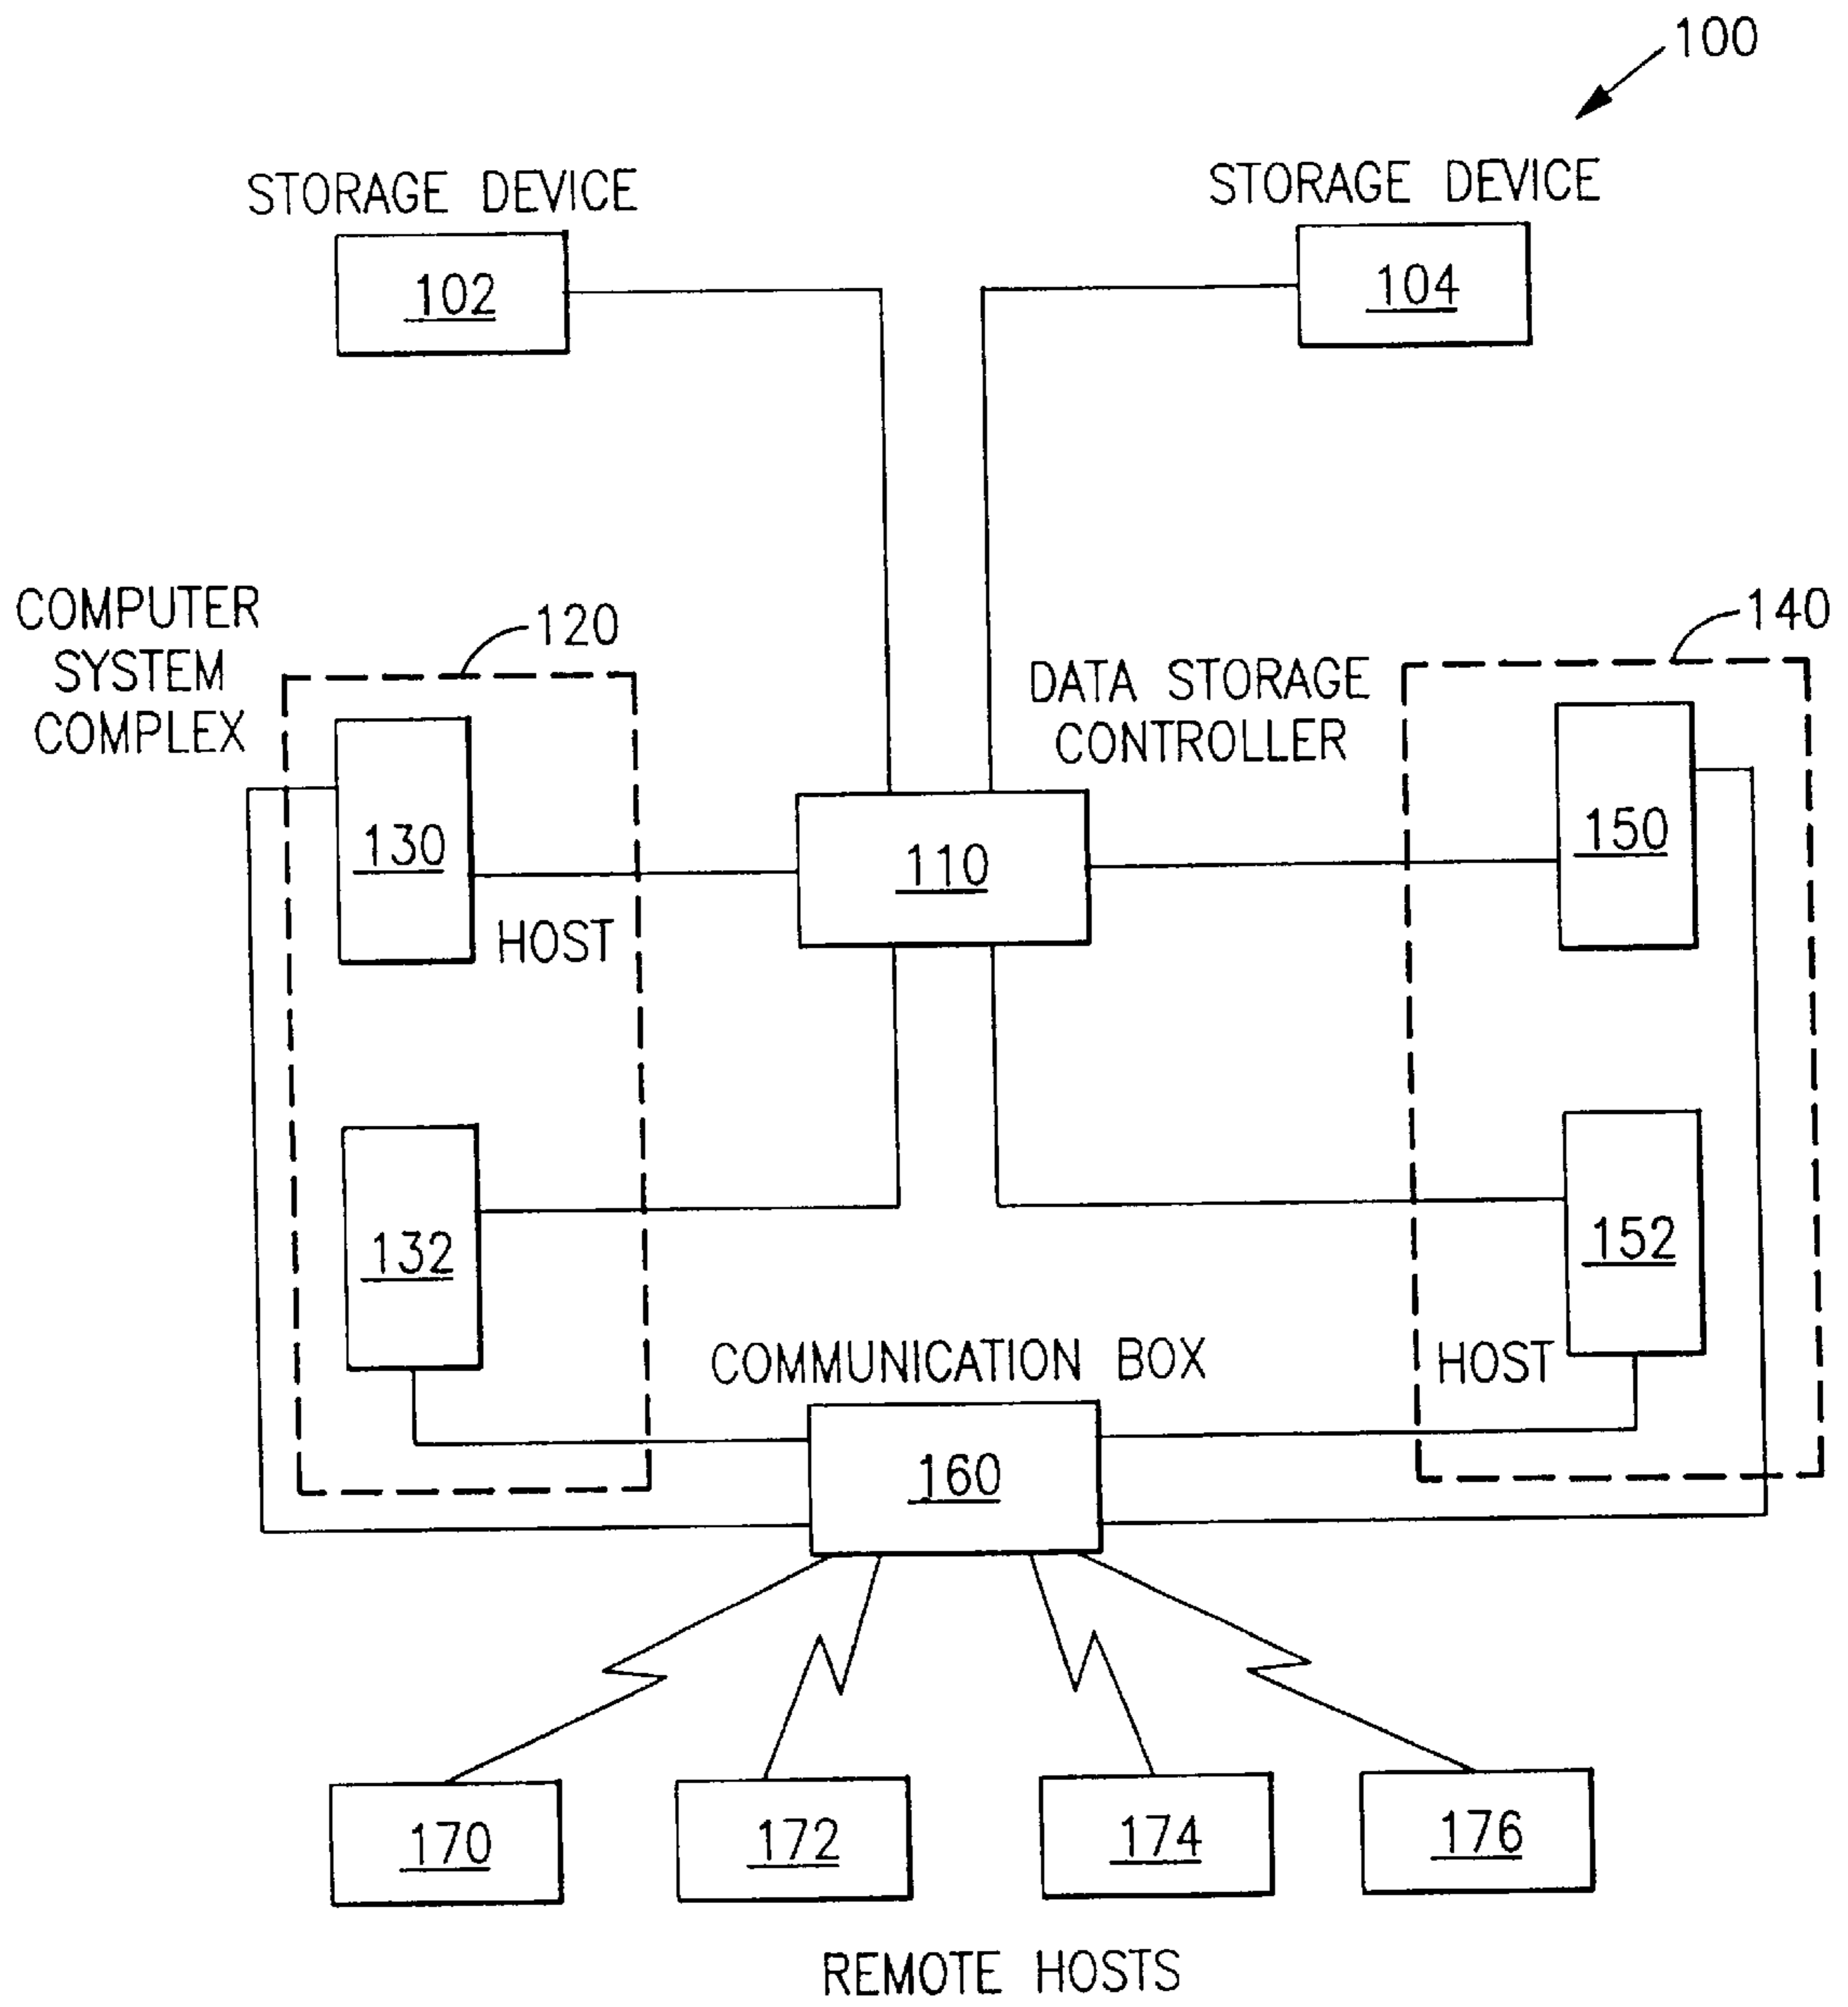 100
STORAGE DEVICE
STORAGE DEVICE
102
104
COMPUTER
SYSTEM
COMPLEX
120
140
DATA STORAGE
CONTROLLER
130
110
150
HOST
132
152
COMMUNICATION BOX
HOST
160
170
172
174
176
REMOTE HOSTS